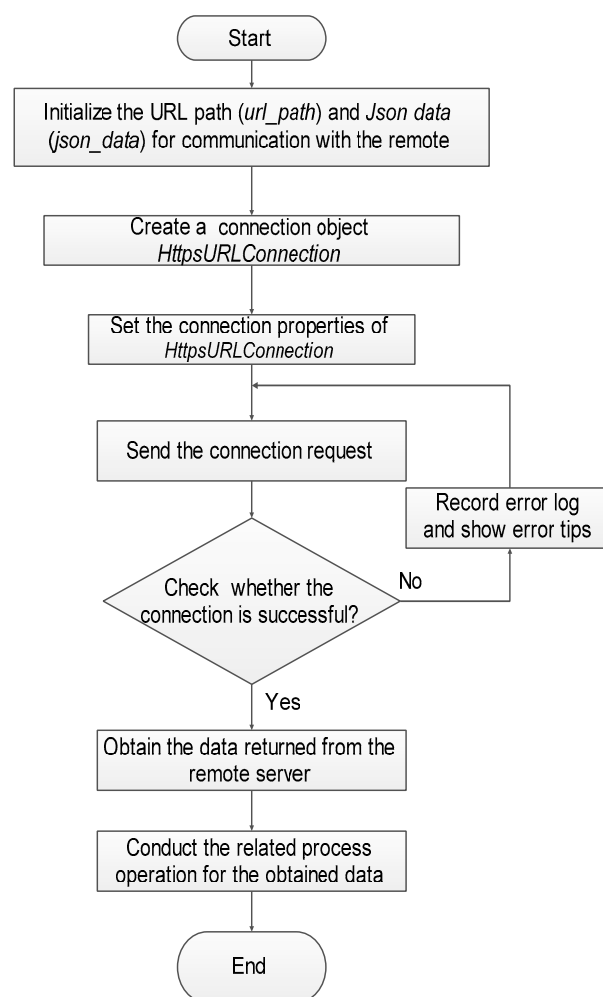 Start
Initialize the URL path (url_path) and Json data
(json_data) for communication with the remote
Create a connection object
HttpsURLConnection
Set the connection properties of
HttpsURLConnection
Send the connection request
Record error log
and show error tips
Check whether the
connection is successful?
No
Yes
Obtain the data returned from the
remote server
Conduct the related process
operation for the obtained data
End